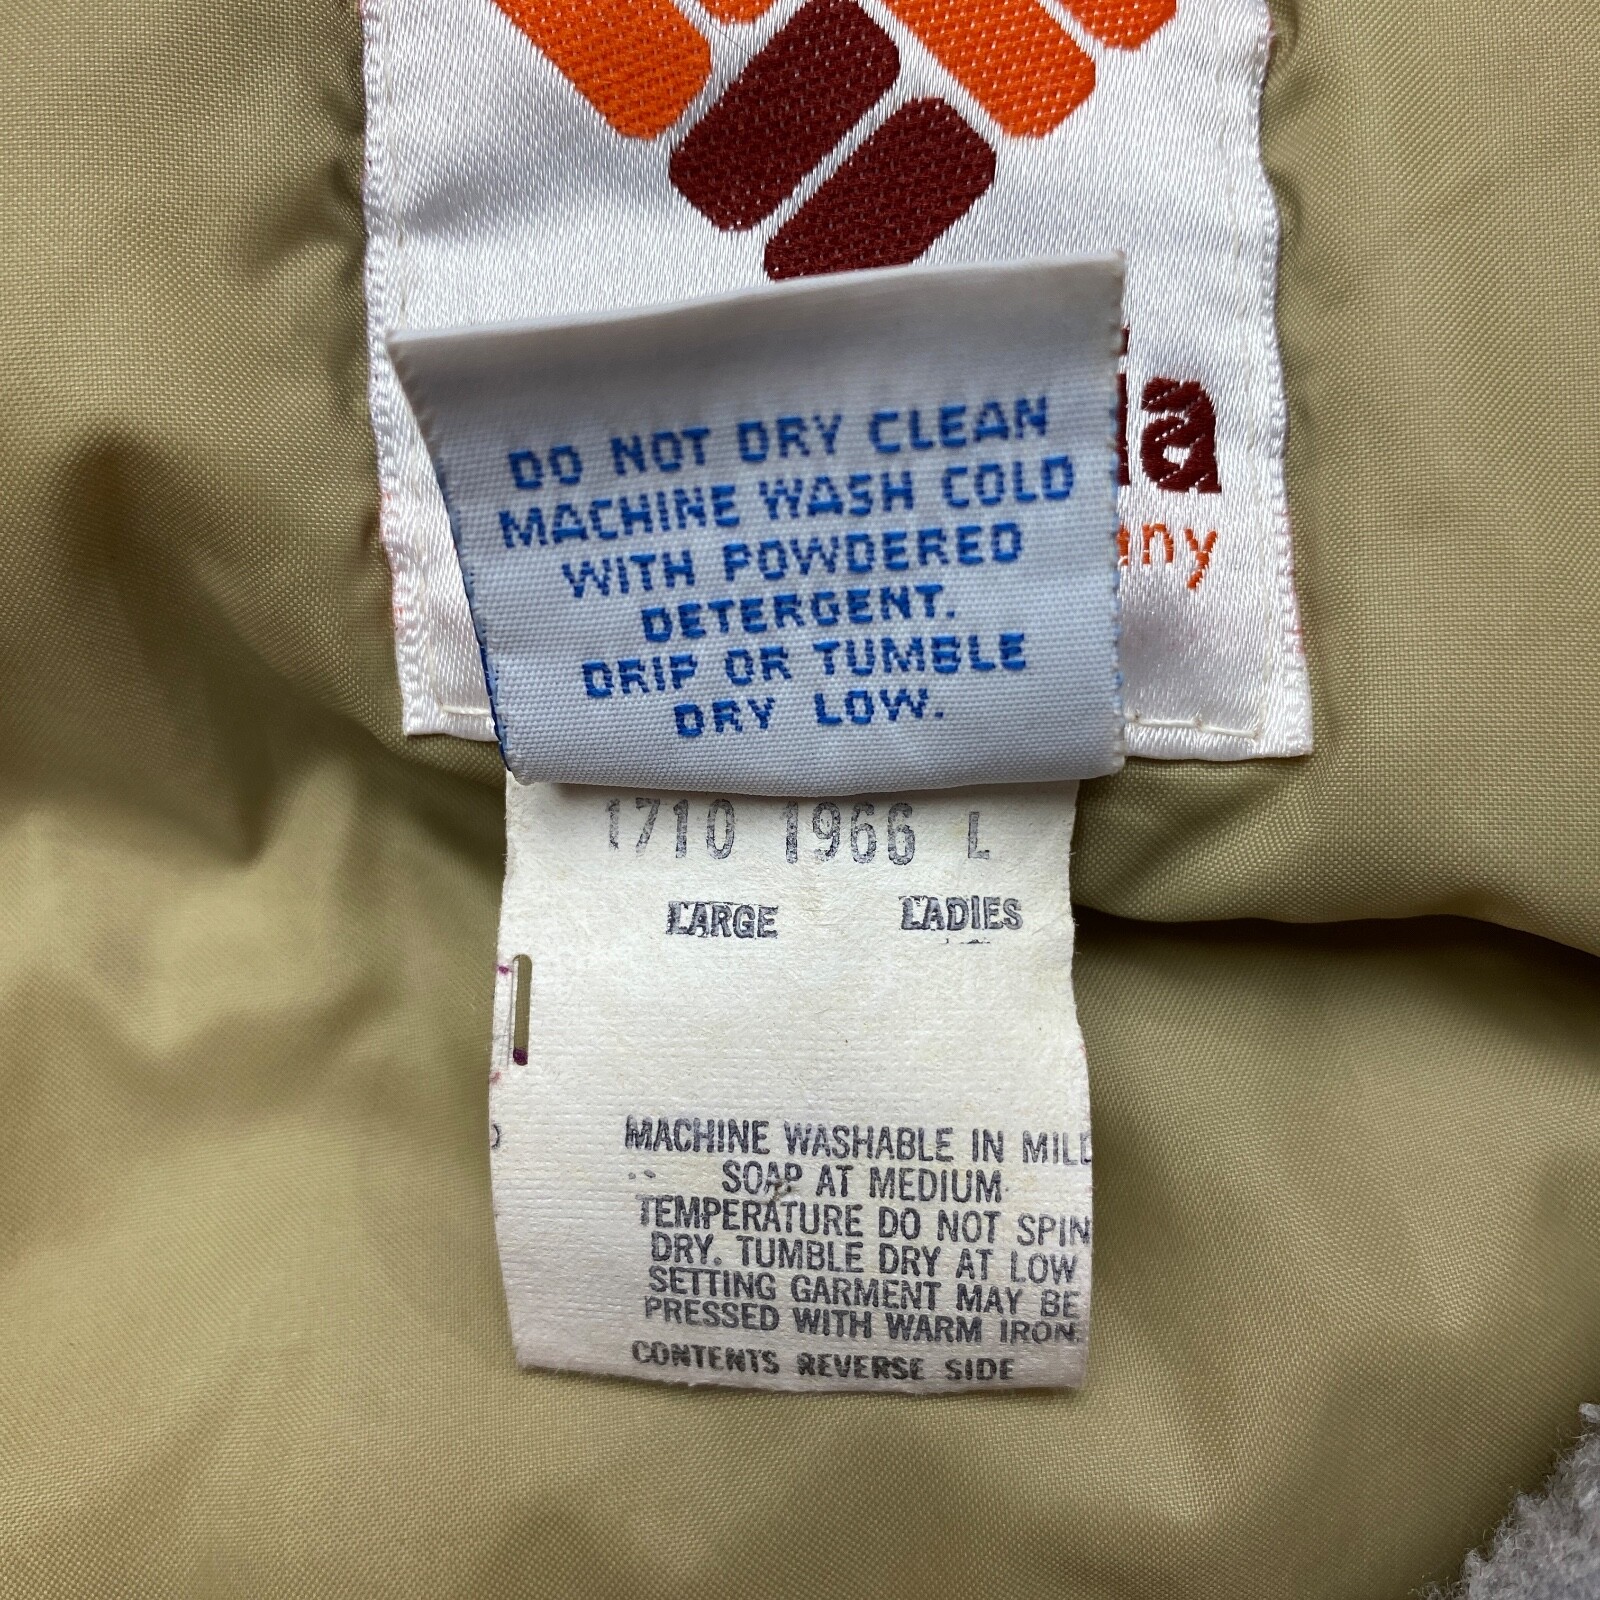 DO NOT DRY CLEAN
MACHINE WASH COLD
WITH POWDERED
DETERGENT.
DRIP OR TUMBLE
DRY LOW.
1710 1966 L
LARGE LADIES
MACHINE WASHABLE IN MILD
SOAP AT MEDIUM
TEMPERATURE DO NOT SPIN
DRY. TUMBLE DRY AT LOW
SETTING GARMENT MAY BE
PRESSED WITH WARM IRON
CONTENTS REVERSE SIDE